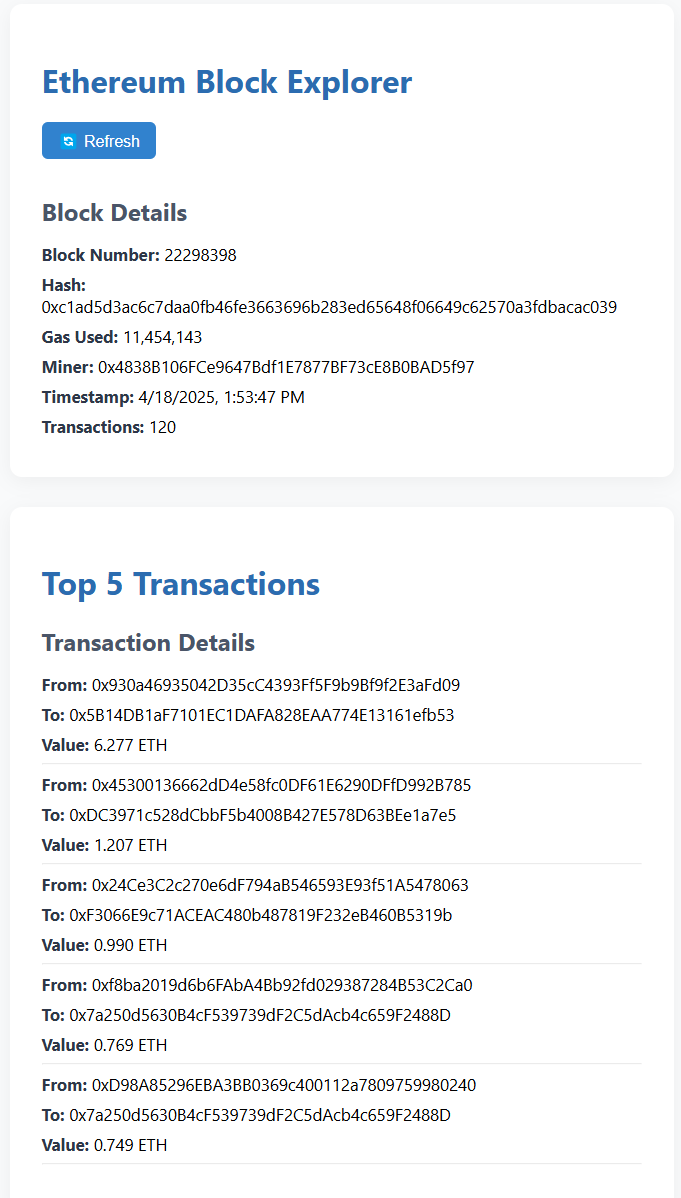 Ethereum Block Explorer
Refresh
Block Details
Block Number: 22298398
Hash:
0xc1ad5d3ac6c7daa0fb46fe3663696b283ed65648f06649c62570a3fdbacac039
Gas Used: 11,454,143
Miner: 0x4838B106FCe9647Bdf1E7877BF73cE8B0BAD5f97
Timestamp: 4/18/2025, 1:53:47 PM
Transactions: 120
Top 5 Transactions
Transaction Details
From: 0x930a46935042D35cC4393Ff5F9b9Bf9f2E3aFd09
To: 0x5B14DB1aF7101EC1DAFA828EAA774E13161efb53
Value: 6.277 ETH
From: 0x45300136662dD4e58fc0DF61E6290DFfD992B785
To: 0xDC3971c528dCbbF5b4008B427E578D63BEe1a7e5
Value: 1.207 ETH
From: 0x24Ce3C2c270e6dF794aB546593E93f51A5478063
To: 0xF3066E9c71ACEAC480b487819F232eB460B5319b
Value: 0.990 ETH
From: 0xf8ba2019d6b6FAbA4Bb92fd029387284B53C2Ca0
To: 0x7a250d5630B4cF539739dF2C5dAcb4c659F2488D
Value: 0.769 ETH
From: 0xD98A85296EBA3BB0369c400112a7809759980240
To: 0x7a250d5630B4cF539739dF2C5dAcb4c659F2488D
Value: 0.749 ETH